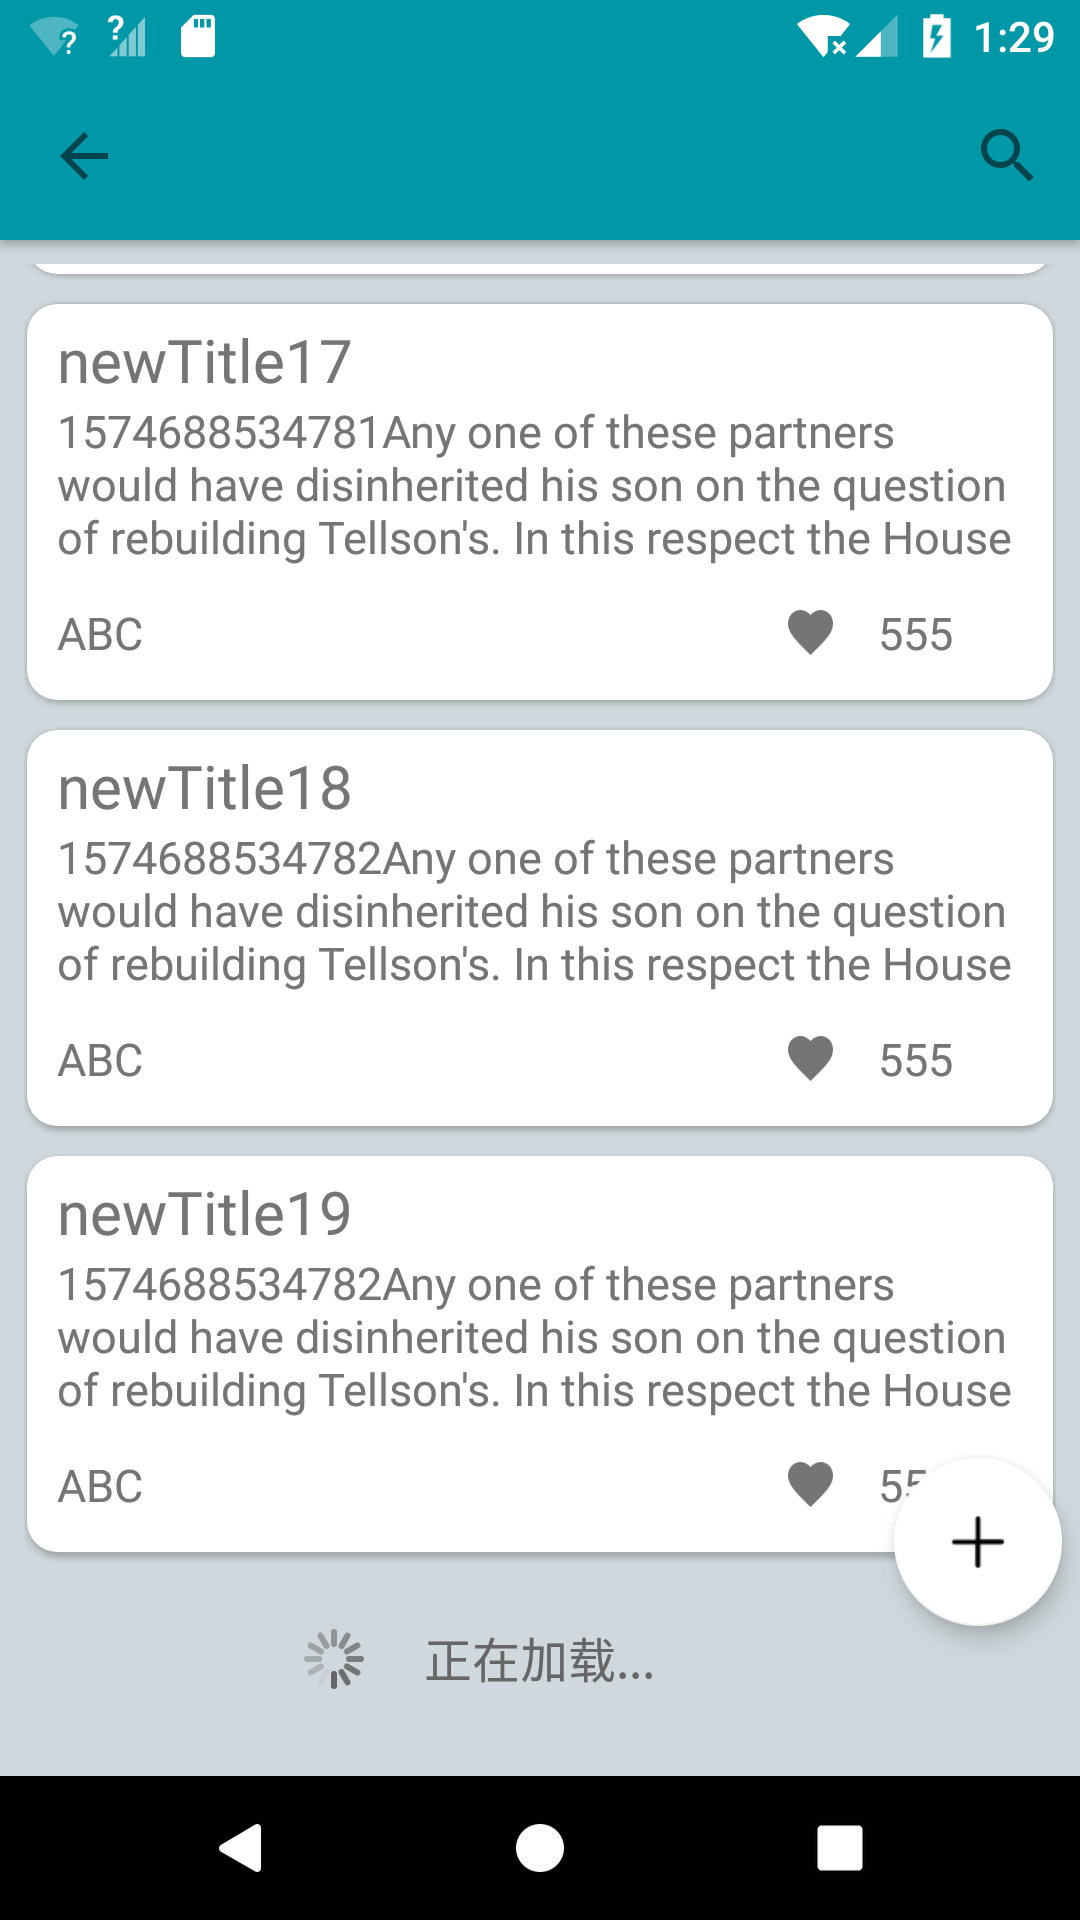 1:29
newTitle17
1574688534781Any one of these partners
would have disinherited his son on the question
of rebuilding Tellson's. In this respect the House
ABC 555
newTitle18
1574688534782Any one of these partners
would have disinherited his son on the question
of rebuilding Tellson's. In this respect the House
ABC 555
newTitle19
1574688534782Any one of these partners
would have disinherited his son on the question
of rebuilding Tellson's. In this respect the House
ABC
正在加载...